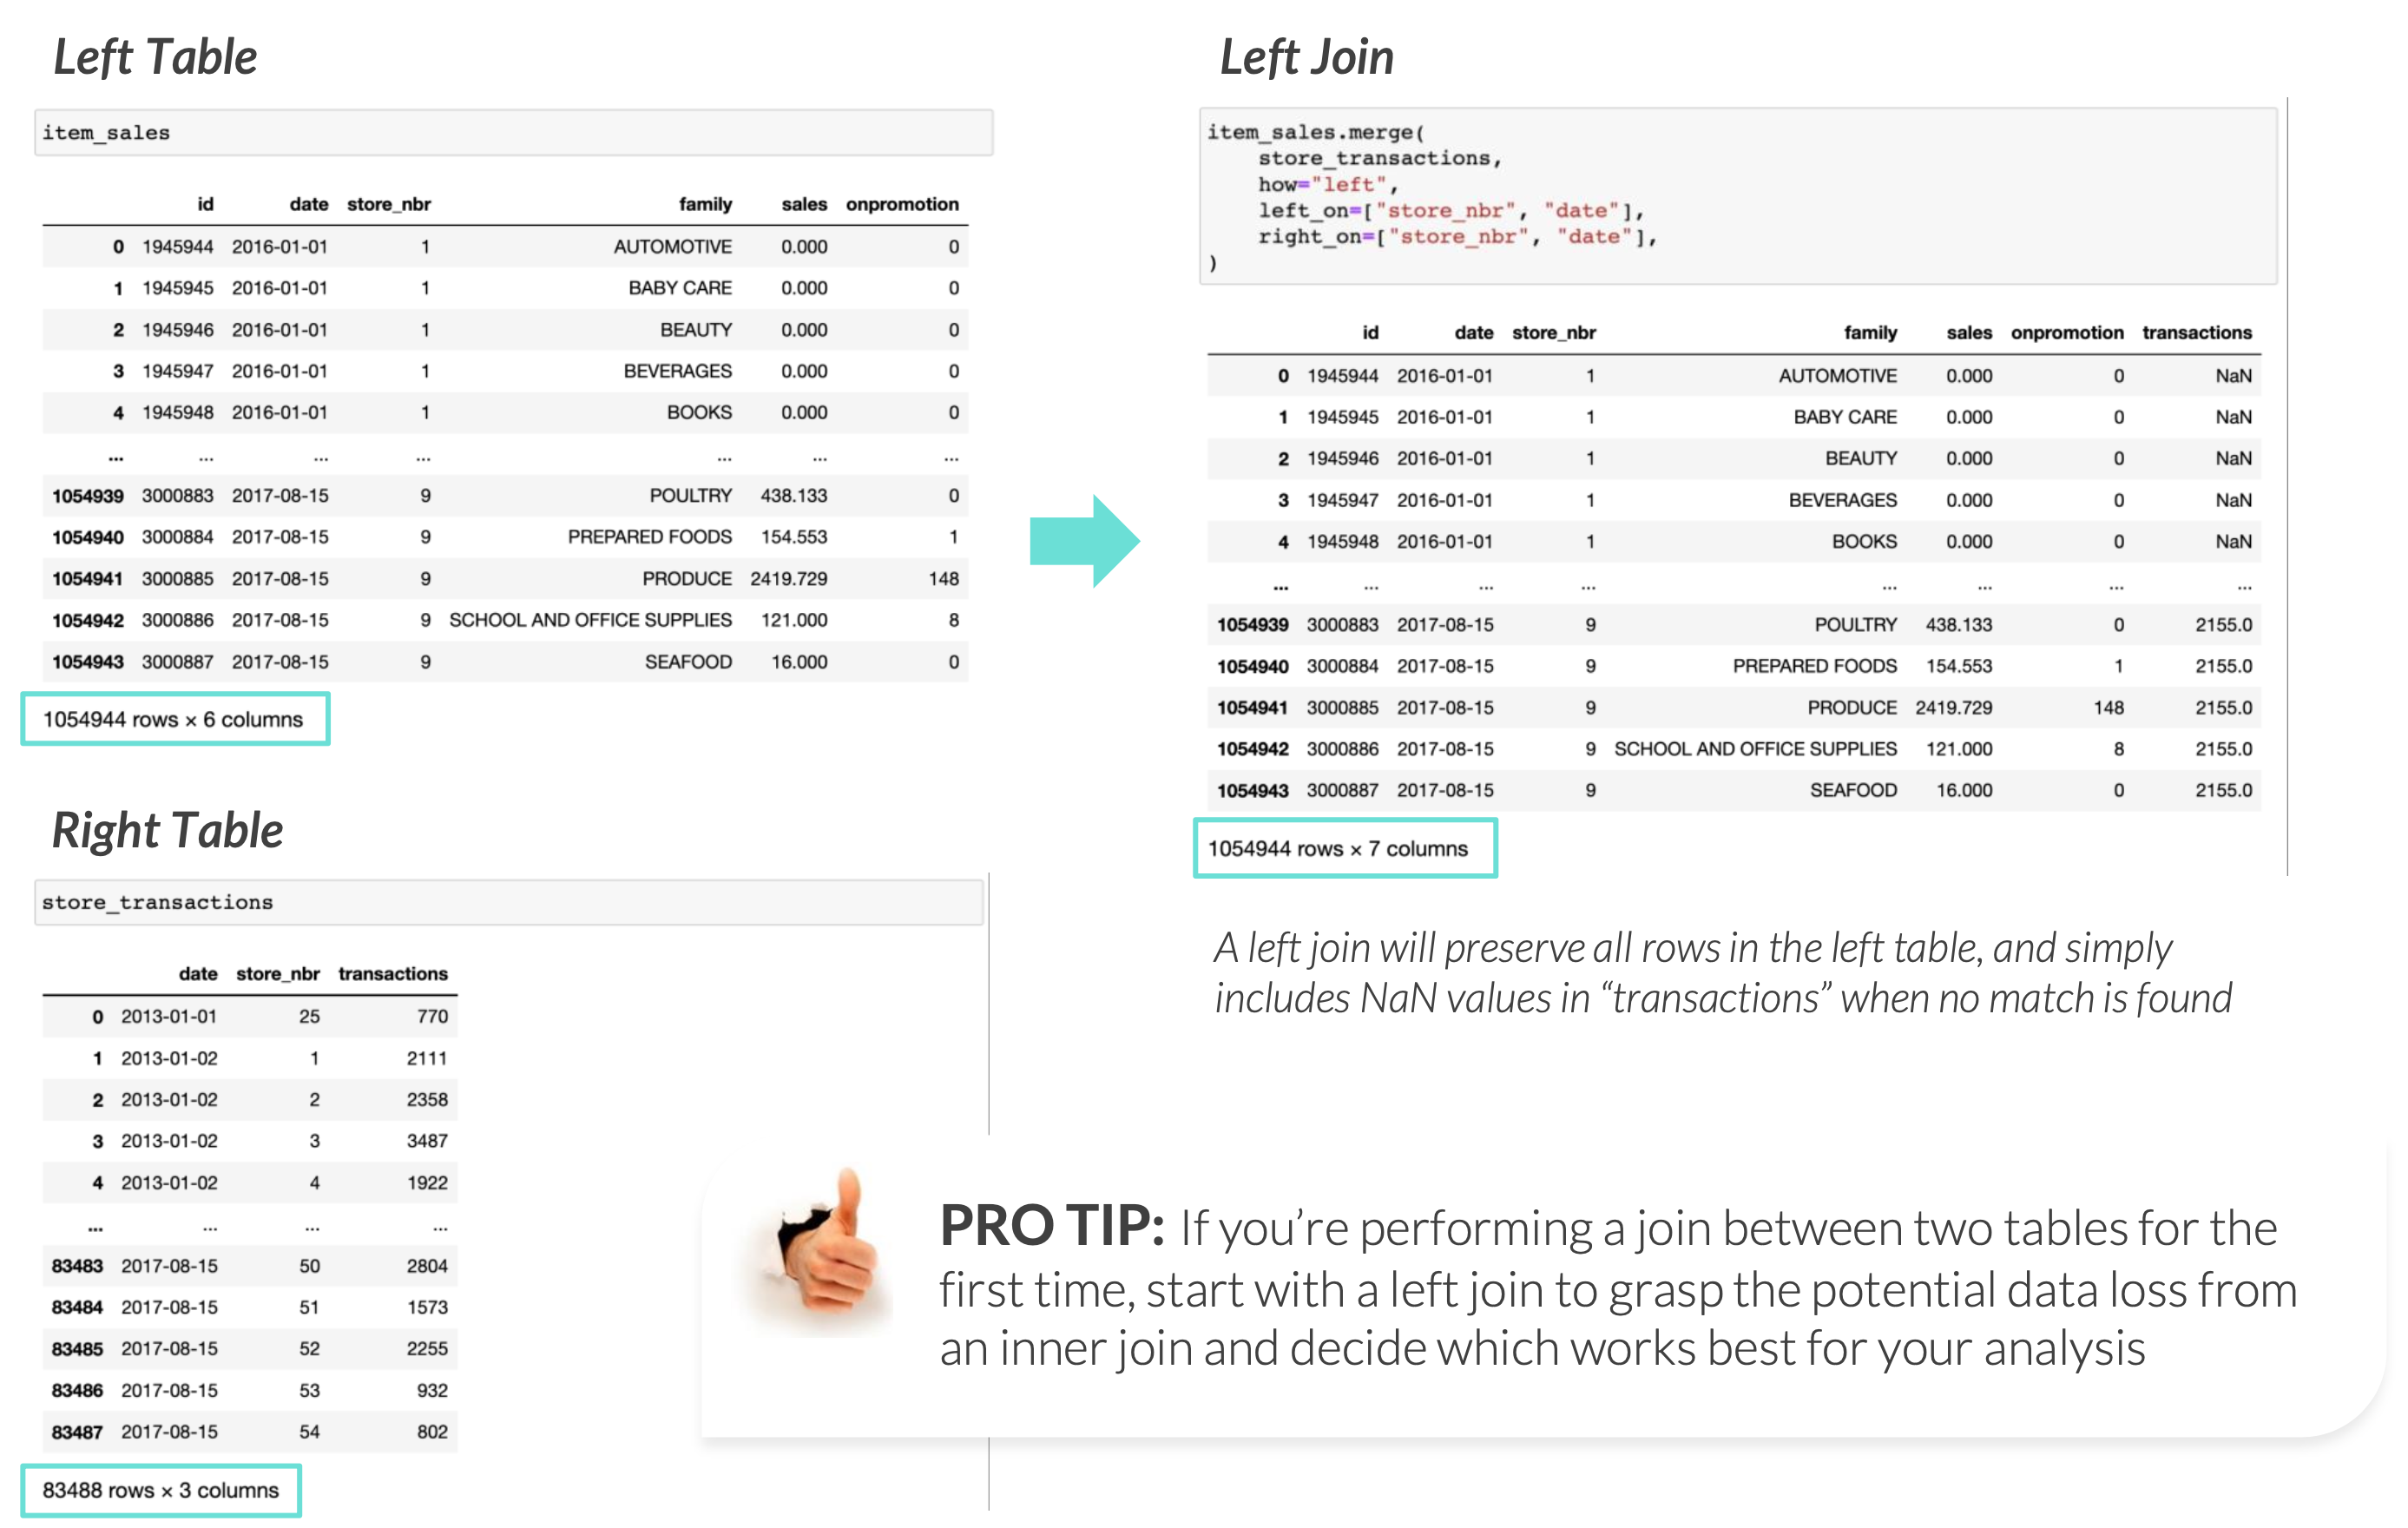 Left Table
item_sales
id date store_nbr family sales onpromotion
0 1945944 2016-01-01 1 AUTOMOTIVE 0.000 0
1 1945945 2016-01-01 1 BABY CARE 0.000 0
2 1945946 2016-01-01 1 BEAUTY 0.000 0
3 1945947 2016-01-01 1 BEVERAGES 0.000 0
4 1945948 2016-01-01 1 BOOKS 0.000 0
... ... ... ... ... ... ...
1054939 3000883 2017-08-15 9 POULTRY 438.133 0
1054940 3000884 2017-08-15 9 PREPARED FOODS 154.553 1
1054941 3000885 2017-08-15 9 PRODUCE 2419.729 148
1054942 3000886 2017-08-15 9 SCHOOL AND OFFICE SUPPLIES 121.000 8
1054943 3000887 2017-08-15 9 SEAFOOD 16.000 0
1054944 rows × 6 columns
Right Table
store_transactions
date store_nbr transactions
0 2013-01-01 25 770
1 2013-01-02 1 2111
2 2013-01-02 2 2358
3 2013-01-02 3 3487
4 2013-01-02 4 1922
... ... ... ...
83483 2017-08-15 50 2804
83484 2017-08-15 51 1573
83485 2017-08-15 52 2255
83486 2017-08-15 53 932
83487 2017-08-15 54 802
83488 rows × 3 columns
Left Join
item_sales.merge(
    store_transactions,
    how="left",
    left_on=["store_nbr", "date"],
    right_on=["store_nbr", "date"],
)
id date store_nbr family sales onpromotion transactions
0 1945944 2016-01-01 1 AUTOMOTIVE 0.000 0 NaN
1 1945945 2016-01-01 1 BABY CARE 0.000 0 NaN
2 1945946 2016-01-01 1 BEAUTY 0.000 0 NaN
3 1945947 2016-01-01 1 BEVERAGES 0.000 0 NaN
4 1945948 2016-01-01 1 BOOKS 0.000 0 NaN
... ... ... ... ... ... ... ...
1054939 3000883 2017-08-15 9 POULTRY 438.133 0 2155.0
1054940 3000884 2017-08-15 9 PREPARED FOODS 154.553 1 2155.0
1054941 3000885 2017-08-15 9 PRODUCE 2419.729 148 2155.0
1054942 3000886 2017-08-15 9 SCHOOL AND OFFICE SUPPLIES 121.000 8 2155.0
1054943 3000887 2017-08-15 9 SEAFOOD 16.000 0 2155.0
1054944 rows × 7 columns
A left join will preserve all rows in the left table, and simply
includes NaN values in “transactions” when no match is found
PRO TIP: If you’re performing a join between two tables for the
first time, start with a left join to grasp the potential data loss from
an inner join and decide which works best for your analysis